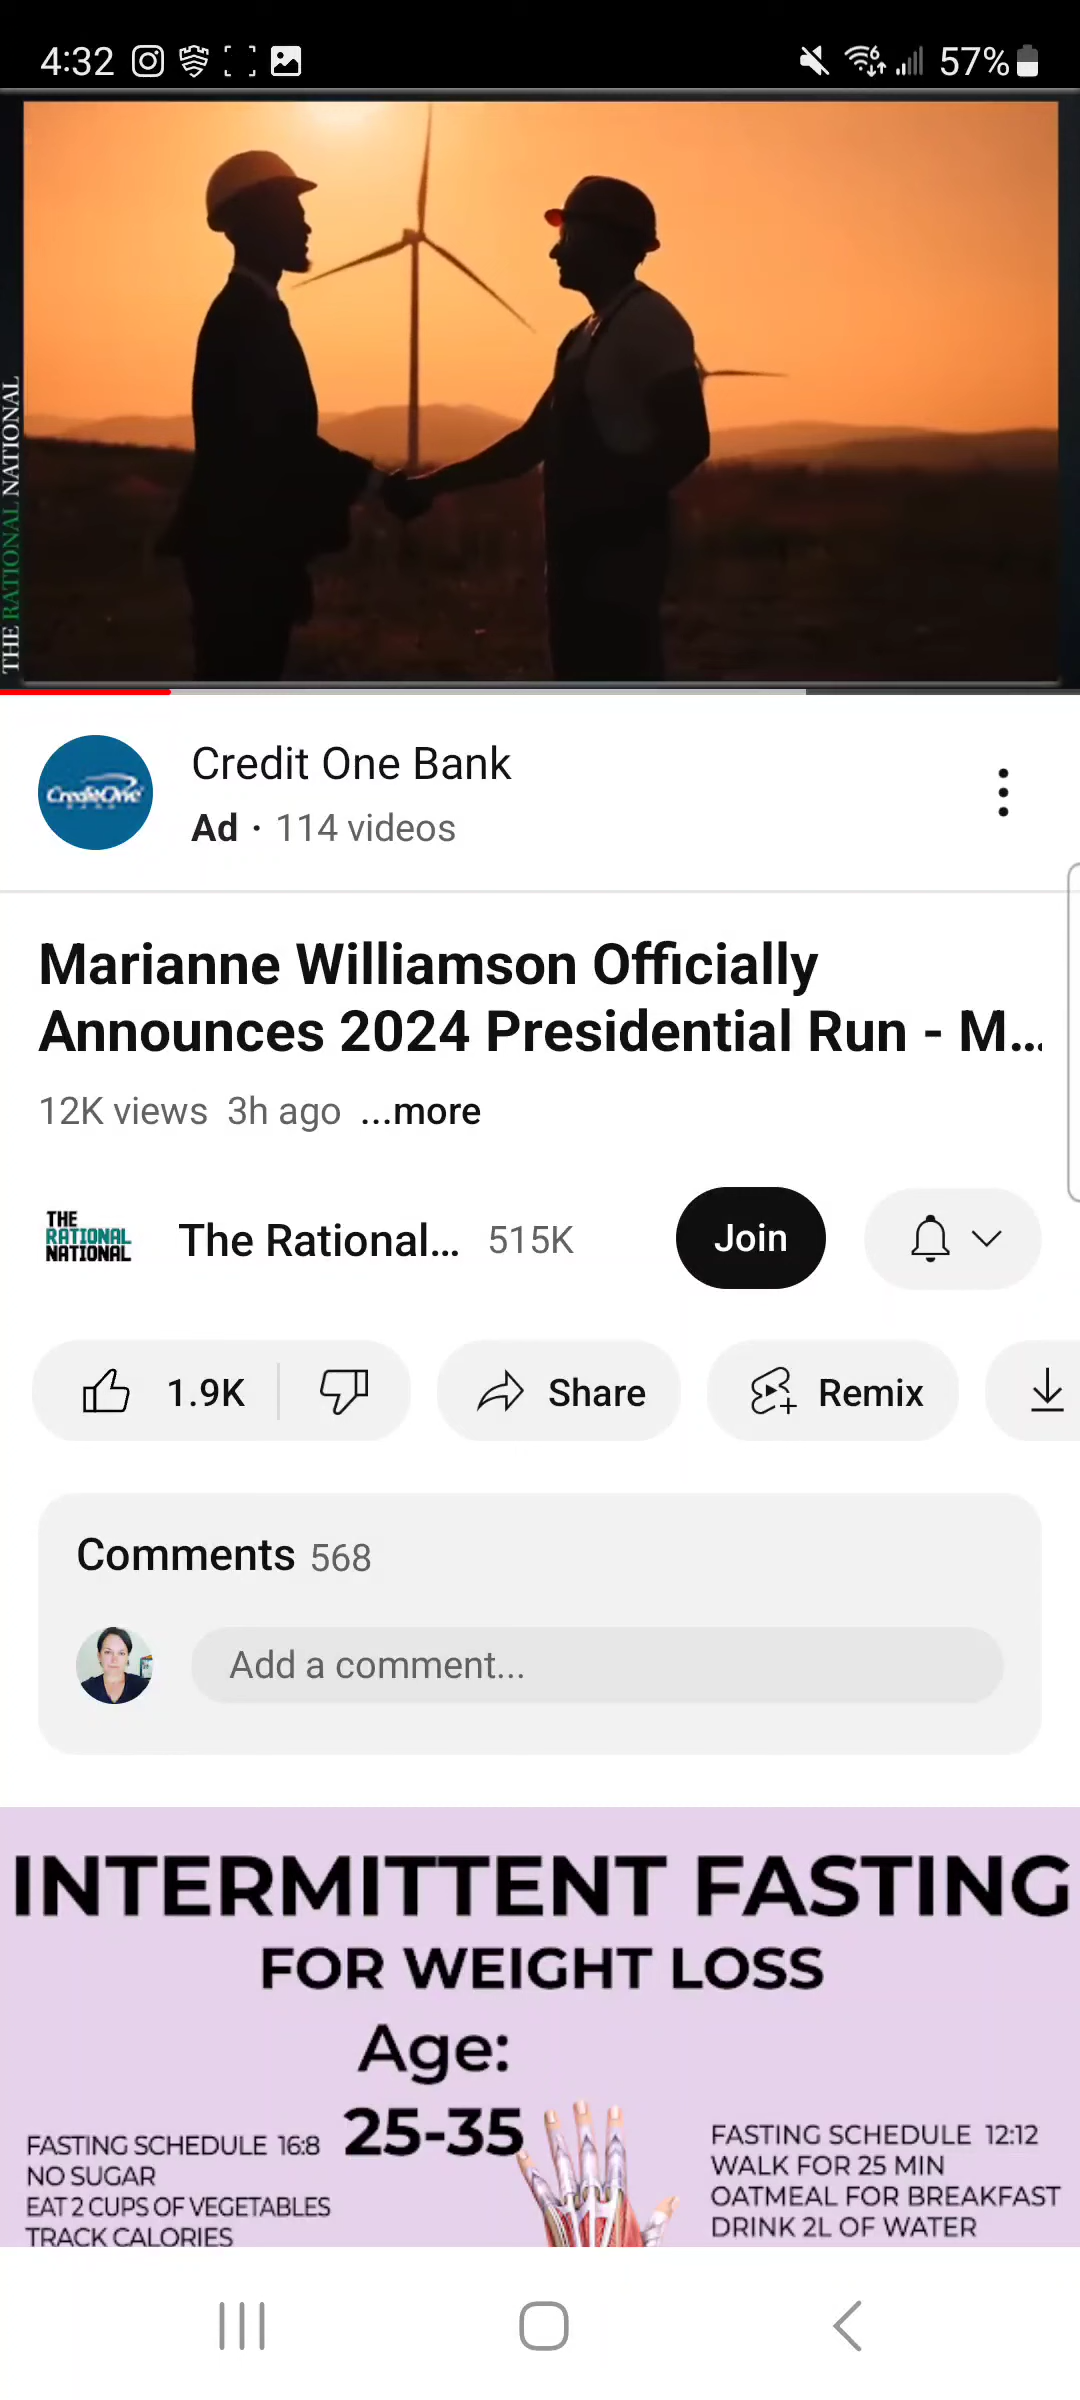 4:32 57%
THE RATIONAL NATIONAL
CreditOne
Credit One Bank
Ad · 114 videos
Marianne Williamson Officially
Announces 2024 Presidential Run - M...
12K views 3h ago ...more
THE
RATIONAL
NATIONAL
The Rational... 515K Join
1.9K Share Remix
Comments 568
Add a comment...
INTERMITTENT FASTING
FOR WEIGHT LOSS
Age:
25-35
FASTING SCHEDULE 16:8
NO SUGAR
EAT 2 CUPS OF VEGETABLES
TRACK CALORIES
FASTING SCHEDULE 12:12
WALK FOR 25 MIN
OATMEAL FOR BREAKFAST
DRINK 2L OF WATER